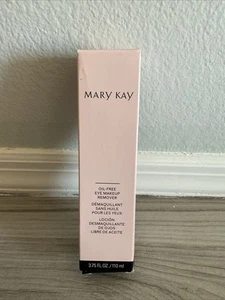 MARY KAY
OIL-FREE
EYE MAKEUP
REMOVER
DÉMAQUILLANT
SANS HUILE
POUR LES YEUX
LOCIÓN
DESMAQUILLANTE
DE OJOS
LIBRE DE ACEITE
3.75 FL. OZ. / 110 ml